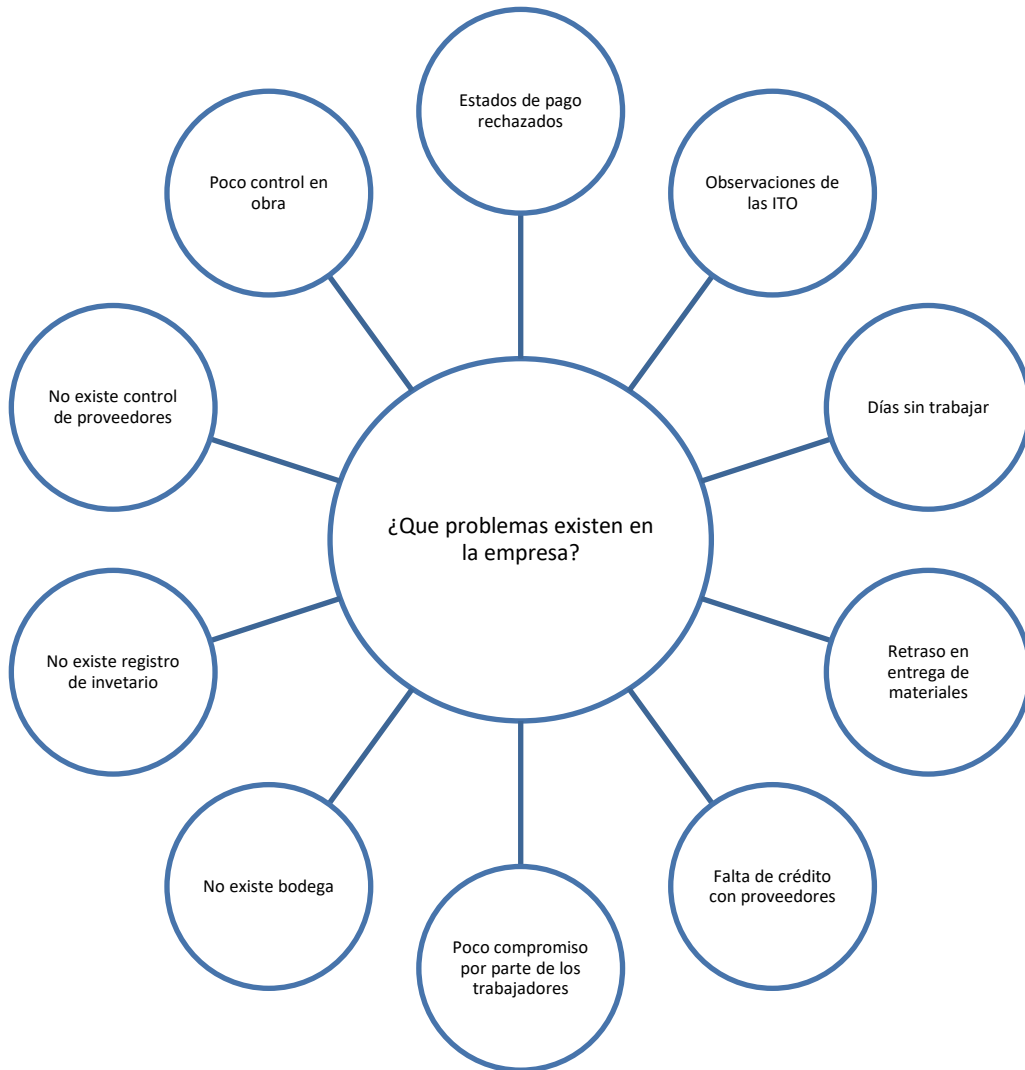 Estados de pago
rechazados
Observaciones de
las ITO
Días sin trabajar
Retraso en
entrega de
materiales
Falta de crédito
con proveedores
Poco compromiso
por parte de los
trabajadores
No existe bodega
No existe registro
de invetario
No existe control
de proveedores
Poco control en
obra
¿Que problemas existen en
la empresa?